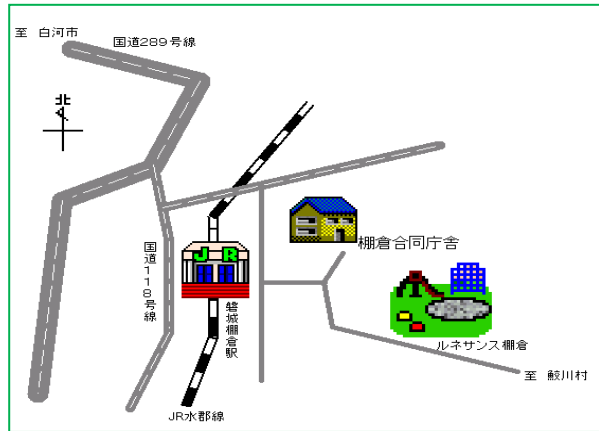 至 白河市
国道289号線
北
棚倉合同庁舎
JR
国道118号線
磐城棚倉駅
ルネサンス棚倉
至 鮫川村
JR水郡線